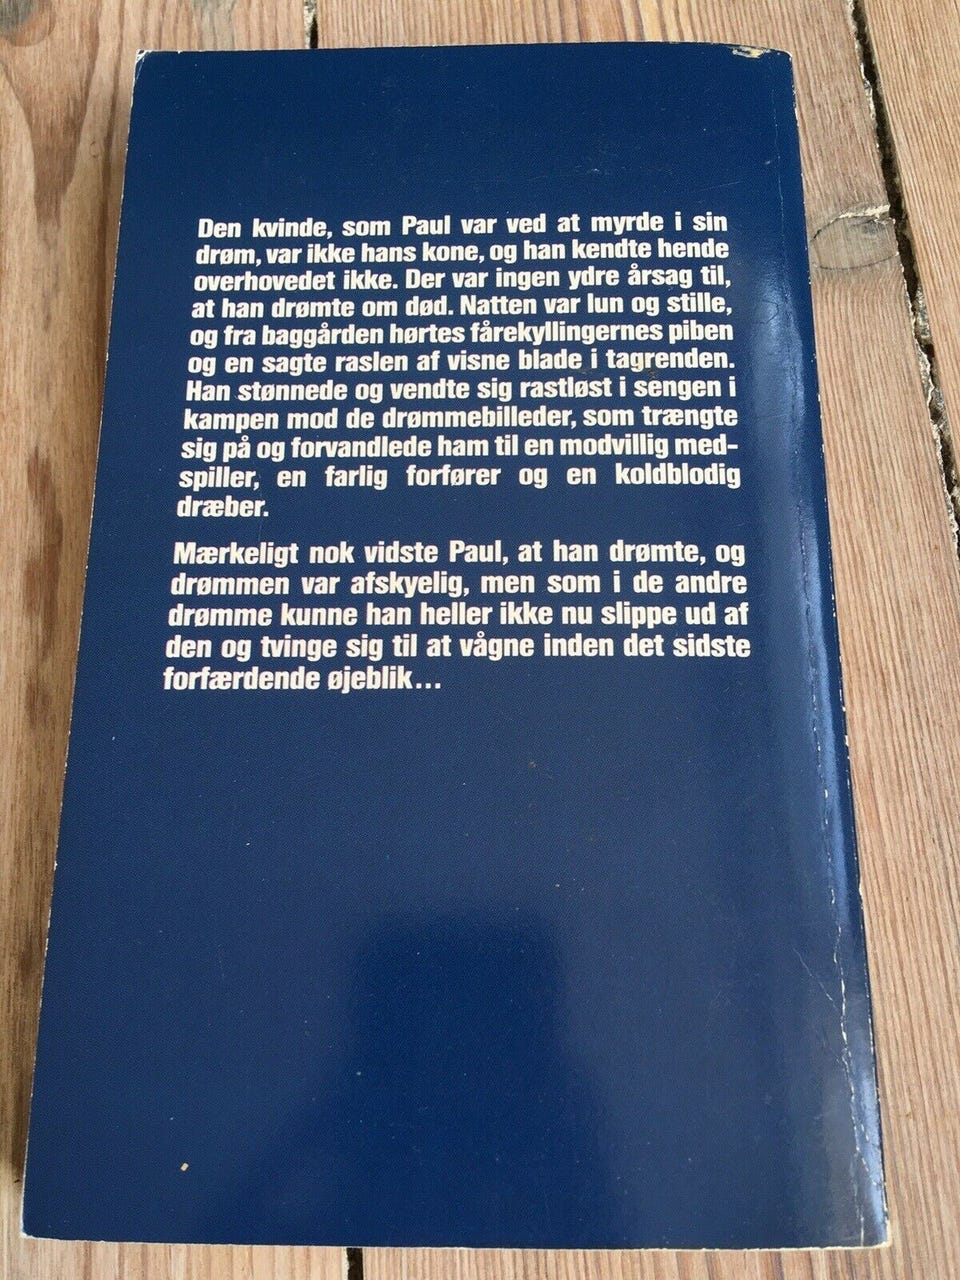 Den kvinde, som Paul var ved at myrde i sin
drøm, var ikke hans kone, og han kendte hende
overhovedet ikke. Der var ingen ydre årsag til,
at han drømte om død. Natten var lun og stille,
og fra baggården hørtes fårekyllingernes piben
og en sagte raslen af visne blade i tagrenden.
Han stønnede og vendte sig rastløst i sengen i
kampen mod de drømmebilleder, som trængte
sig på og forvandlede ham til en modvillig med-
spiller, en farlig forfører og en koldblodig
dræber.
Mærkeligt nok vidste Paul, at han drømte, og
drømmen var afskyelig, men som i de andre
drømme kunne han heller ikke nu slippe ud af
den og tvinge sig til at vågne inden det sidste
forfærdende øjeblik...